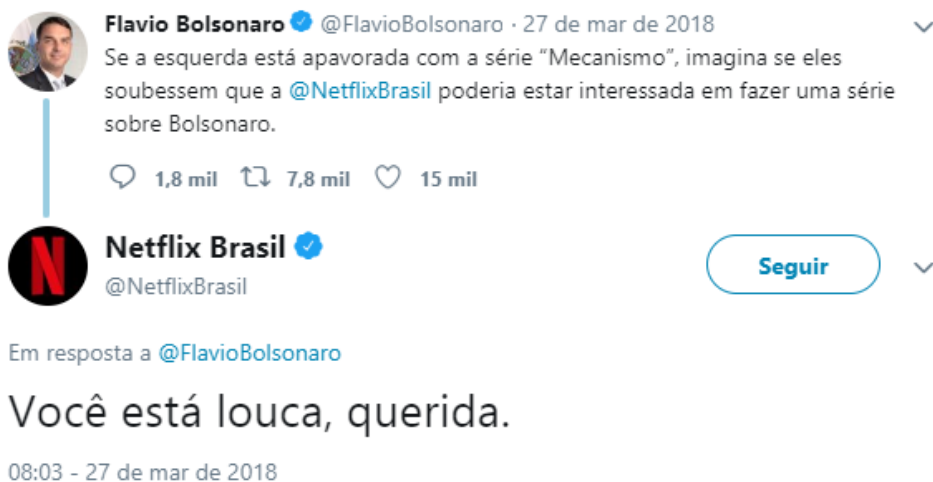 Flavio Bolsonaro @FlavioBolsonaro · 27 de mar de 2018
Se a esquerda está apavorada com a série “Mecanismo”, imagina se eles
soubessem que a @NetflixBrasil poderia estar interessada em fazer uma série
sobre Bolsonaro.
1,8 mil 7,8 mil 15 mil
N
Netflix Brasil
Seguir
@NetflixBrasil
Em resposta a @FlavioBolsonaro
Você está louca, querida.
08:03 - 27 de mar de 2018